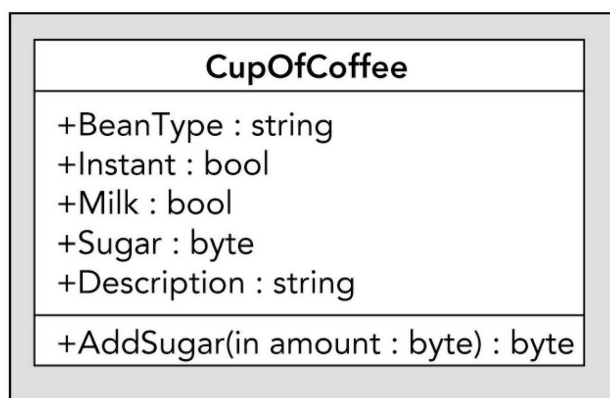 CupOfCoffee
+BeanType : string
+Instant : bool
+Milk : bool
+Sugar : byte
+Description : string
+AddSugar(in amount : byte) : byte